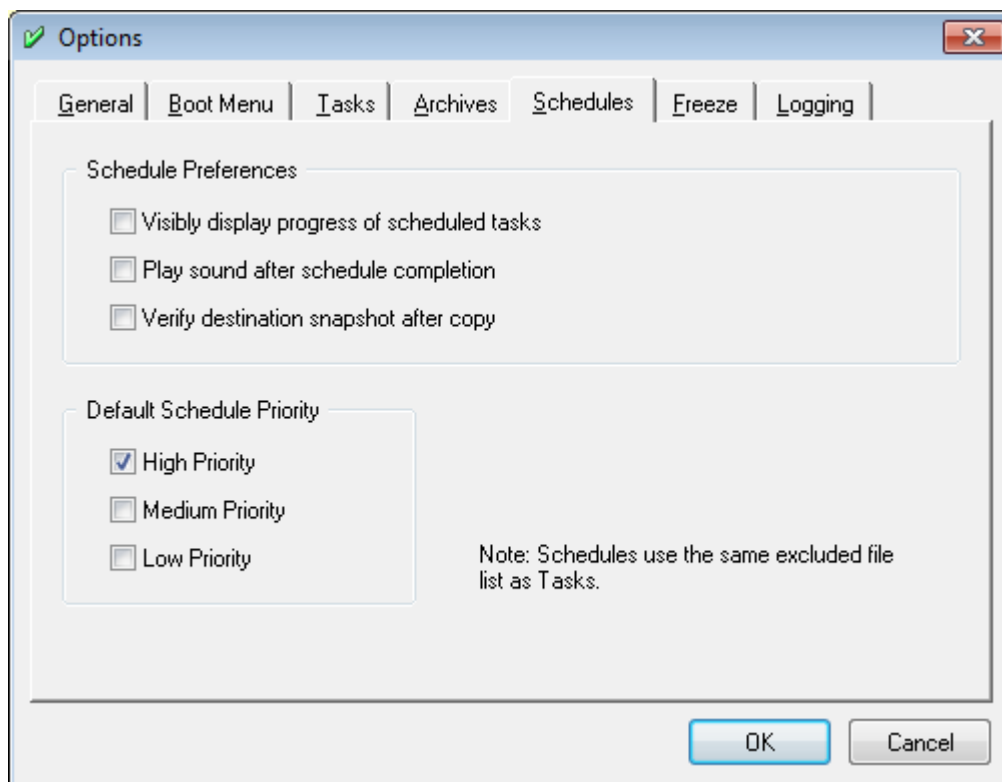 Options
General
Boot Menu
Tasks
Archives
Schedules
Freeze
Logging
Schedule Preferences
Visibly display progress of scheduled tasks
Play sound after schedule completion
Verify destination snapshot after copy
Default Schedule Priority
High Priority
Medium Priority
Low Priority
Note: Schedules use the same excluded file
list as Tasks.
OK
Cancel